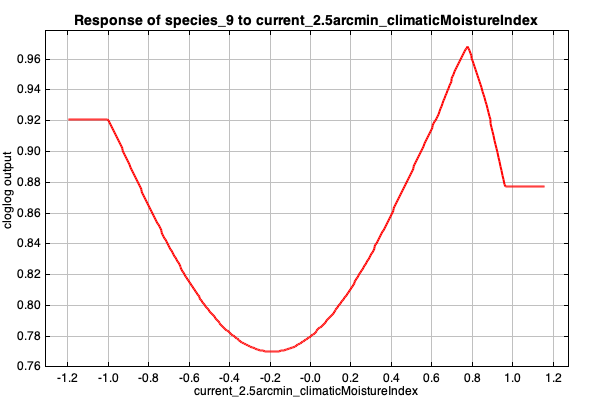 Response of species_9 to current_2.5arcmin_climaticMoistureIndex
cloglog output
0.96
0.94
0.92
0.90
0.88
0.86
0.84
0.82
0.80
0.78
0.76
-1.2 -1.0 -0.8 -0.6 -0.4 -0.2 -0.0 0.2 0.4 0.6 0.8 1.0 1.2
current_2.5arcmin_climaticMoistureIndex